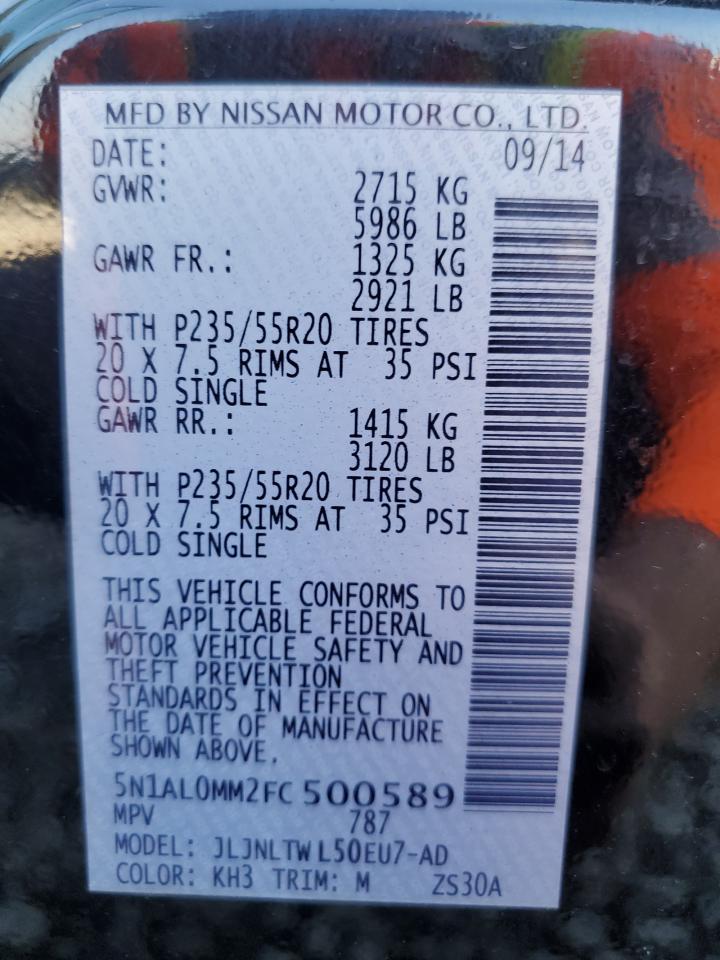 MFD BY NISSAN MOTOR CO., LTD.
DATE: 09/14
GVWR: 2715 KG
5986 LB
GAWR FR.: 1325 KG
2921 LB
WITH P235/55R20 TIRES
20 X 7.5 RIMS AT 35 PSI
COLD SINGLE
GAWR RR.: 1415 KG
3120 LB
WITH P235/55R20 TIRES
20 X 7.5 RIMS AT 35 PSI
COLD SINGLE
THIS VEHICLE CONFORMS TO
ALL APPLICABLE FEDERAL
MOTOR VEHICLE SAFETY AND
THEFT PREVENTION
STANDARDS IN EFFECT ON
THE DATE OF MANUFACTURE
SHOWN ABOVE.
5N1AL0MM2FC 500589
MPV 787
MODEL: JLJNLTW L50EU7-AD
COLOR: KH3 TRIM: M ZS30A